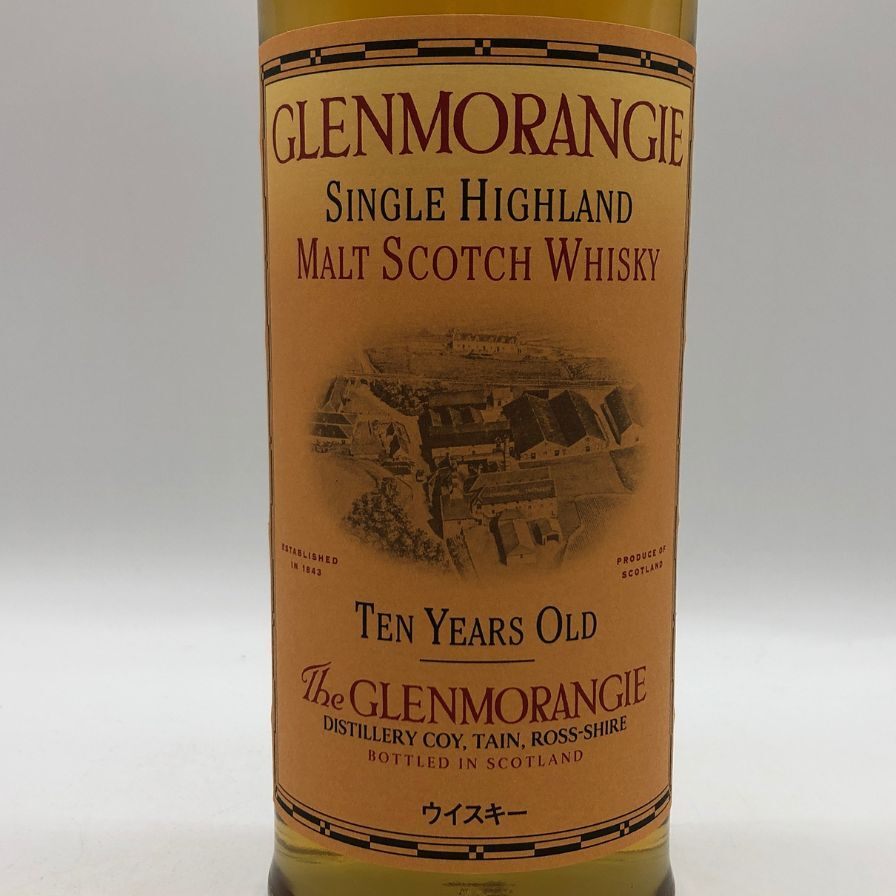 GLENMORANGIE
SINGLE HIGHLAND
MALT SCOTCH WHISKY
ESTABLISHED
IN 1843
PRODUCE OF
SCOTLAND
TEN YEARS OLD
The GLENMORANGIE
DISTILLERY COY, TAIN, ROSS-SHIRE
BOTTLED IN SCOTLAND
ウイスキー